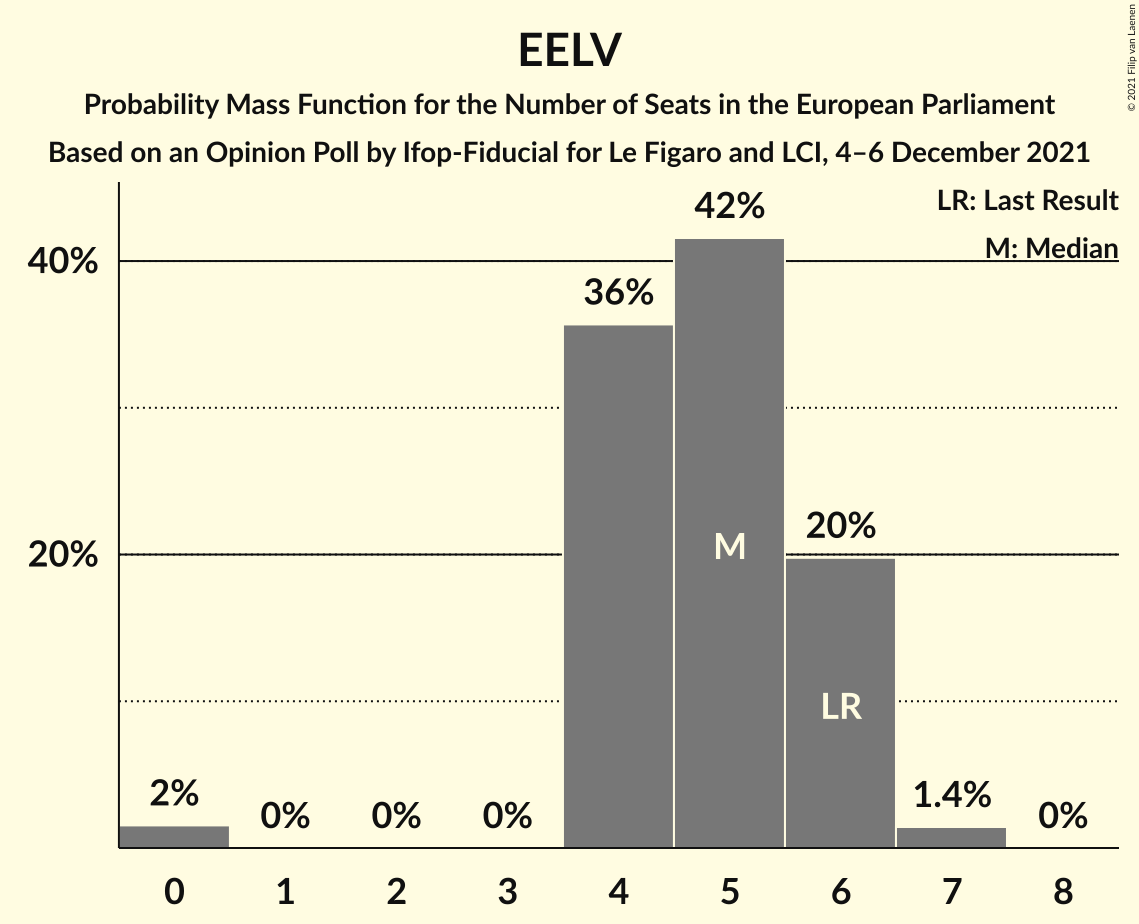 EELV
Probability Mass Function for the Number of Seats in the European Parliament
Based on an Opinion Poll by Ifop-Fiducial for Le Figaro and LCI, 4–6 December 2021
© 2021 Filip van Laenen
LR: Last Result
M: Median
40%
20%
2%
0%
0%
0%
36%
42%
20%
1.4%
0%
M
LR
0 1 2 3 4 5 6 7 8